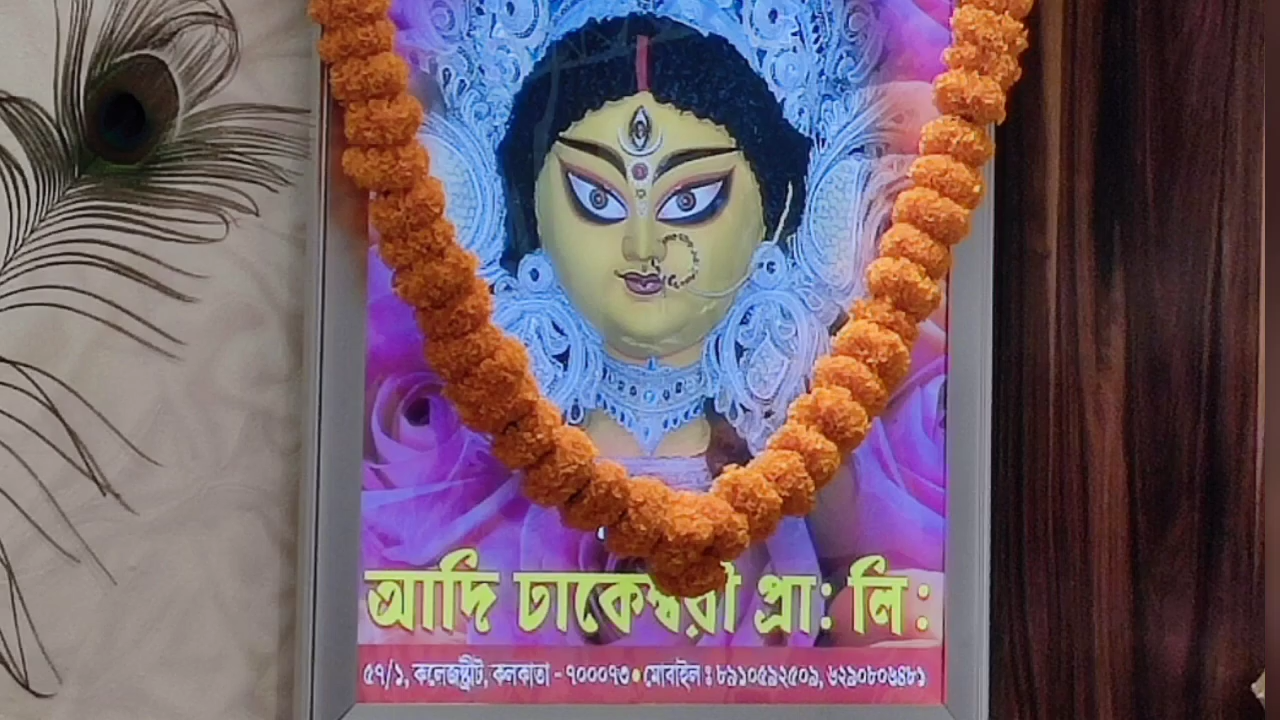 আদি ঢাকেশ্বরী প্রাঃ লিঃ
৫৭/১, কলেজস্ট্রীট, কলকাতা - ৭০০০৭৩ • মোবাইল : ৮৯১০৫৯২৫০৯, ৬২৯০৮০৬৪৮১